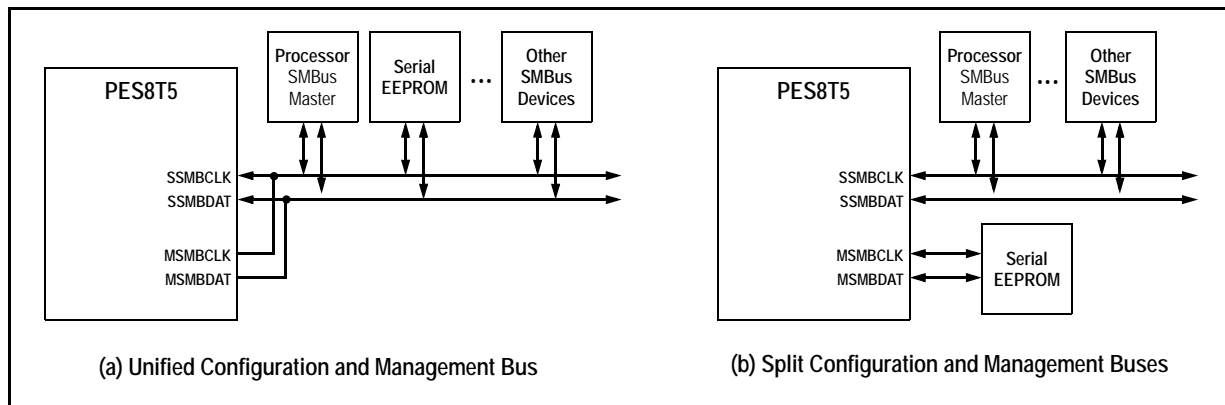 PES8T5
Processor
SMBus
Master
Serial
EEPROM
...
Other
SMBus
Devices
SSMBCLK
SSMBDAT
MSMBCLK
MSMBDAT
(a) Unified Configuration and Management Bus
PES8T5
Processor
SMBus
Master
...
Other
SMBus
Devices
SSMBCLK
SSMBDAT
MSMBCLK
MSMBDAT
Serial
EEPROM
(b) Split Configuration and Management Buses